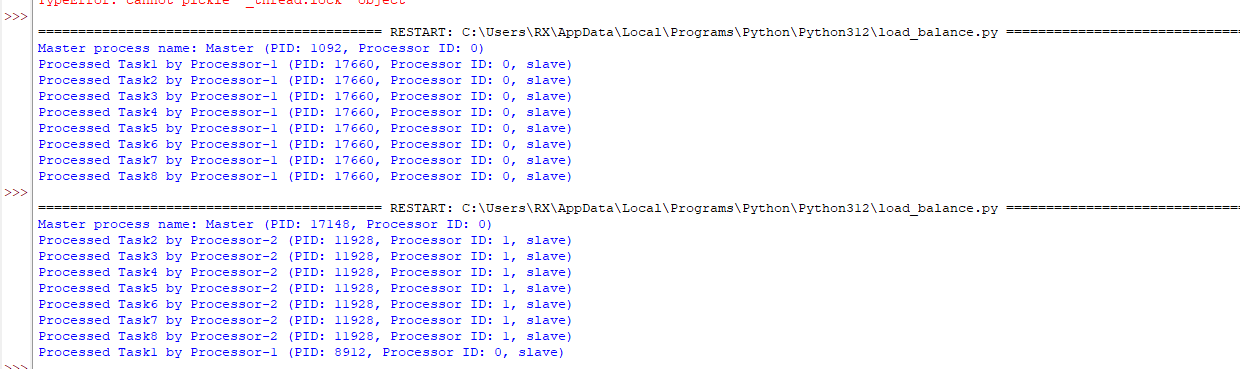 TypeError: cannot pickle '_thread.lock' object
>>>
=========================================== RESTART: C:\Users\RX\AppData\Local\Programs\Python\Python312\load_balance.py =============================
Master process name: Master (PID: 1092, Processor ID: 0)
Processed Task1 by Processor-1 (PID: 17660, Processor ID: 0, slave)
Processed Task2 by Processor-1 (PID: 17660, Processor ID: 0, slave)
Processed Task3 by Processor-1 (PID: 17660, Processor ID: 0, slave)
Processed Task4 by Processor-1 (PID: 17660, Processor ID: 0, slave)
Processed Task5 by Processor-1 (PID: 17660, Processor ID: 0, slave)
Processed Task6 by Processor-1 (PID: 17660, Processor ID: 0, slave)
Processed Task7 by Processor-1 (PID: 17660, Processor ID: 0, slave)
Processed Task8 by Processor-1 (PID: 17660, Processor ID: 0, slave)
>>>
=========================================== RESTART: C:\Users\RX\AppData\Local\Programs\Python\Python312\load_balance.py =============================
Master process name: Master (PID: 17148, Processor ID: 0)
Processed Task2 by Processor-2 (PID: 11928, Processor ID: 1, slave)
Processed Task3 by Processor-2 (PID: 11928, Processor ID: 1, slave)
Processed Task4 by Processor-2 (PID: 11928, Processor ID: 1, slave)
Processed Task5 by Processor-2 (PID: 11928, Processor ID: 1, slave)
Processed Task6 by Processor-2 (PID: 11928, Processor ID: 1, slave)
Processed Task7 by Processor-2 (PID: 11928, Processor ID: 1, slave)
Processed Task8 by Processor-2 (PID: 11928, Processor ID: 1, slave)
Processed Task1 by Processor-1 (PID: 8912, Processor ID: 0, slave)
>>>